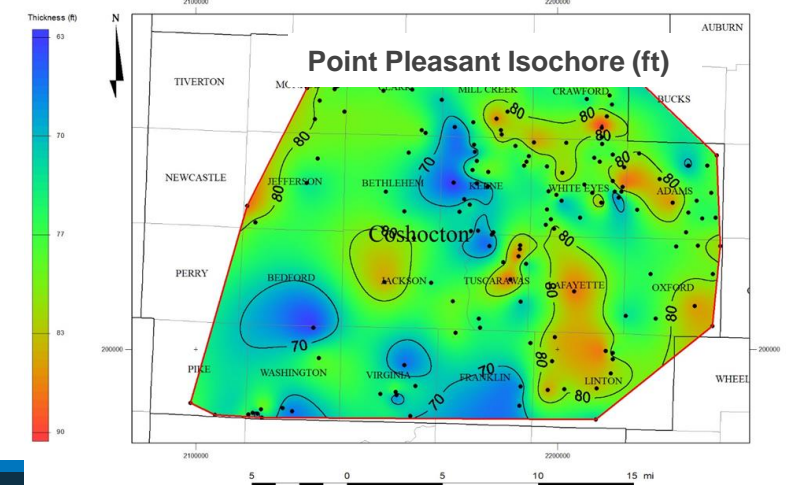 2100000
2200000
Thickness (ft)
N
AUBURN
63
Point Pleasant Isochore (ft)
TIVERTON
MILL CREEK
CRAWFORD
BUCKS
80
80
80
80
80
70
70
NEWCASTLE
JEFFERSON
BETHLEHEM
KEENE
WHITE EYES
80
ADAMS
80
77
80
Coshocton
80
PERRY
BEDFORD
JACKSON
TUSCARAWAS
LAFAYETTE
80
OXFORD
80
83
70
80
200000
200000
PIKE
WASHINGTON
VIRGINIA
70
FRANKLIN
LINTON
WHEEL
70
80
90
2100000
2200000
5
0
5
10
15 mi